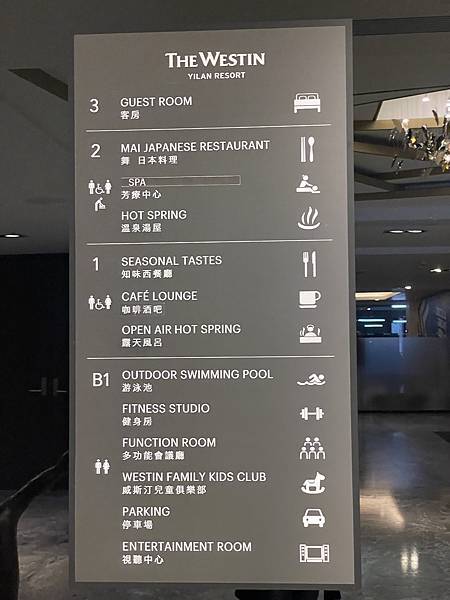 THE WESTIN
YILAN RESORT
3 GUEST ROOM
客房
2 MAI JAPANESE RESTAURANT
舞 日本料理
SPA
芳療中心
HOT SPRING
溫泉湯屋
1 SEASONAL TASTES
知味西餐廳
CAFÉ LOUNGE
咖啡酒吧
OPEN AIR HOT SPRING
露天風呂
B1 OUTDOOR SWIMMING POOL
游泳池
FITNESS STUDIO
健身房
FUNCTION ROOM
多功能會議廳
WESTIN FAMILY KIDS CLUB
威斯汀兒童俱樂部
PARKING
停車場
ENTERTAINMENT ROOM
視聽中心